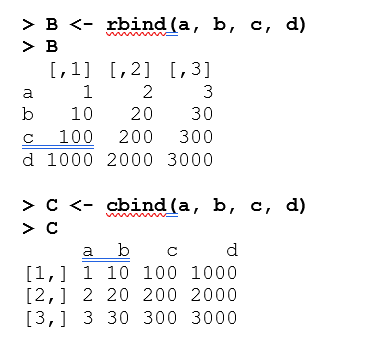 > B <- rbind(a, b, c, d)
> B
  [,1] [,2] [,3]
a    1    2    3
b   10   20   30
c  100  200  300
d 1000 2000 3000
> C <- cbind(a, b, c, d)
> C
     a  b   c    d
[1,] 1 10 100 1000
[2,] 2 20 200 2000
[3,] 3 30 300 3000